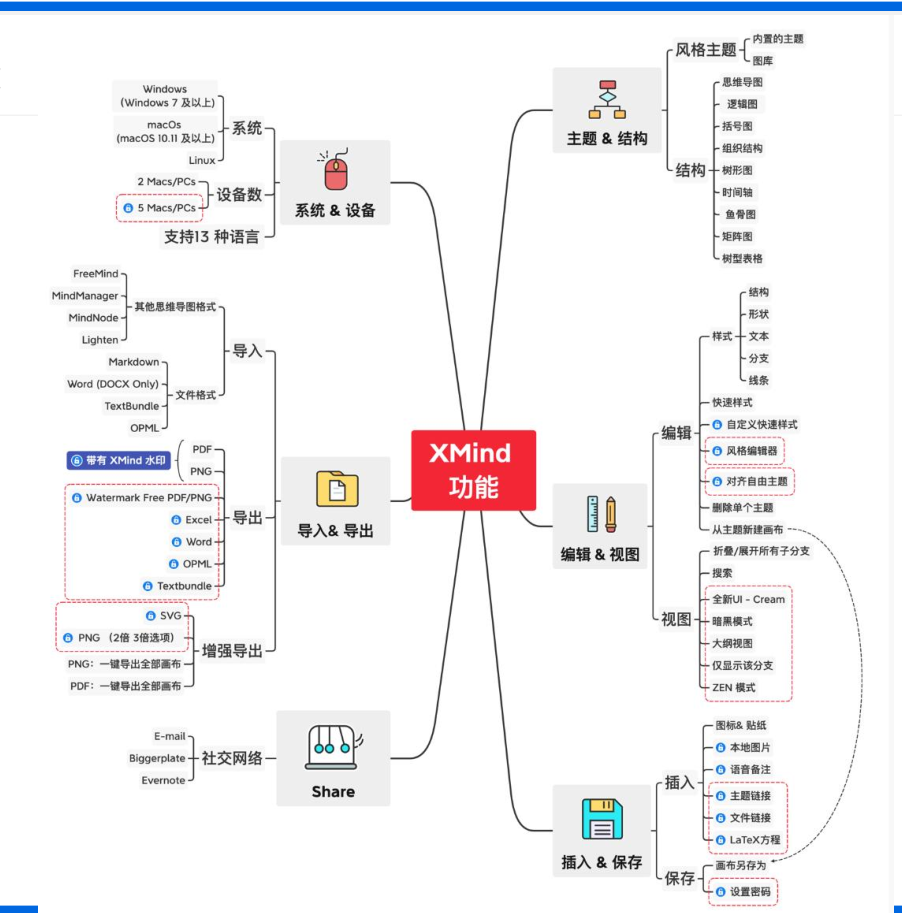 XMind
功能
主题 & 结构
风格主题
内置的主题
图库
结构
思维导图
逻辑图
括号图
组织结构
树形图
时间轴
鱼骨图
矩阵图
树型表格
编辑 & 视图
编辑
样式
结构
形状
文本
分支
线条
快速样式
自定义快速样式
风格编辑器
对齐自由主题
删除单个主题
从主题新建画布
视图
折叠/展开所有子分支
搜索
全新UI - Cream
暗黑模式
大纲视图
仅显示该分支
ZEN 模式
插入 & 保存
插入
图标& 贴纸
本地图片
语音备注
主题链接
文件链接
LaTeX方程
保存
画布另存为
设置密码
系统 & 设备
系统
Windows
(Windows 7 及以上)
macOs
(macOS 10.11 及以上)
Linux
设备数
2 Macs/PCs
5 Macs/PCs
支持13 种语言
导入& 导出
导入
其他思维导图格式
FreeMind
MindManager
MindNode
Lighten
文件格式
Markdown
Word (DOCX Only)
TextBundle
OPML
导出
带有 XMind 水印
PDF
PNG
Watermark Free PDF/PNG
Excel
Word
OPML
Textbundle
增强导出
SVG
PNG （2倍 3倍选项）
PNG：一键导出全部画布
PDF：一键导出全部画布
Share
社交网络
E-mail
Biggerplate
Evernote